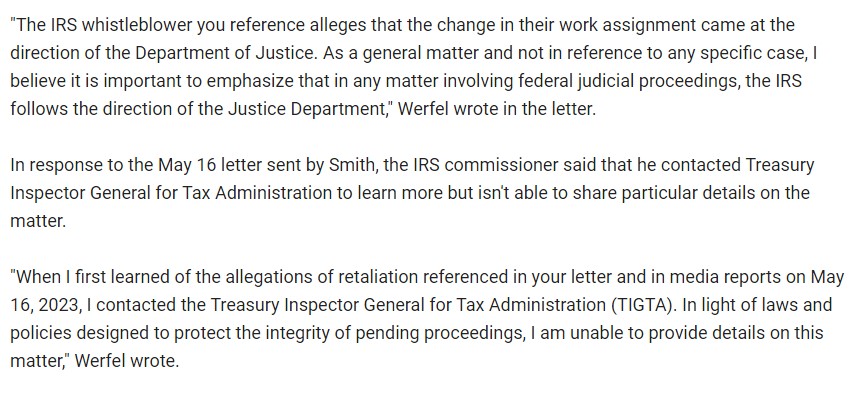 "The IRS whistleblower you reference alleges that the change in their work assignment came at the
direction of the Department of Justice. As a general matter and not in reference to any specific case, I
believe it is important to emphasize that in any matter involving federal judicial proceedings, the IRS
follows the direction of the Justice Department," Werfel wrote in the letter.
In response to the May 16 letter sent by Smith, the IRS commissioner said that he contacted Treasury
Inspector General for Tax Administration to learn more but isn't able to share particular details on the
matter.
"When I first learned of the allegations of retaliation referenced in your letter and in media reports on May
16, 2023, I contacted the Treasury Inspector General for Tax Administration (TIGTA). In light of laws and
policies designed to protect the integrity of pending proceedings, I am unable to provide details on this
matter," Werfel wrote.